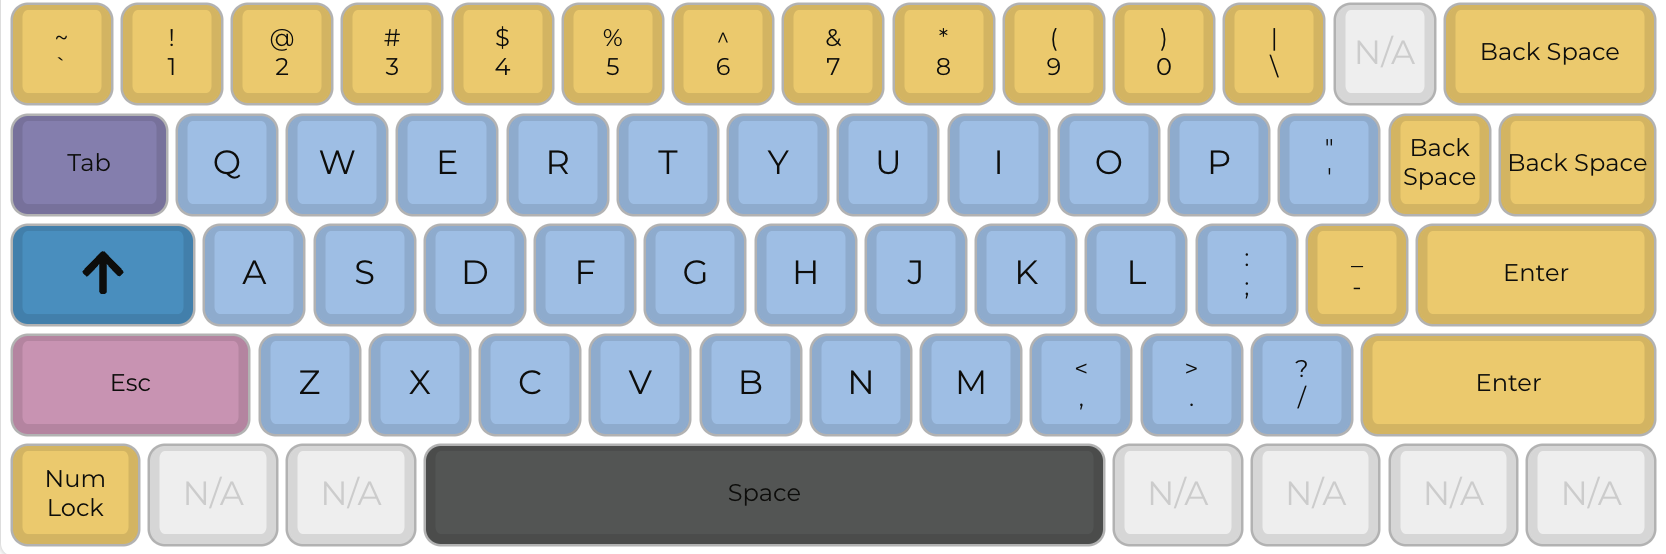 ~ ! @ # $ % ^ & * ( ) |
` 1 2 3 4 5 6 7 8 9 0 \ N/A Back Space
Tab Q W E R T Y U I O P " ' Back Space Back Space
A S D F G H J K L : ; _ - Enter
Esc Z X C V B N M < , > . ? / Enter
Num Lock N/A N/A Space N/A N/A N/A N/A